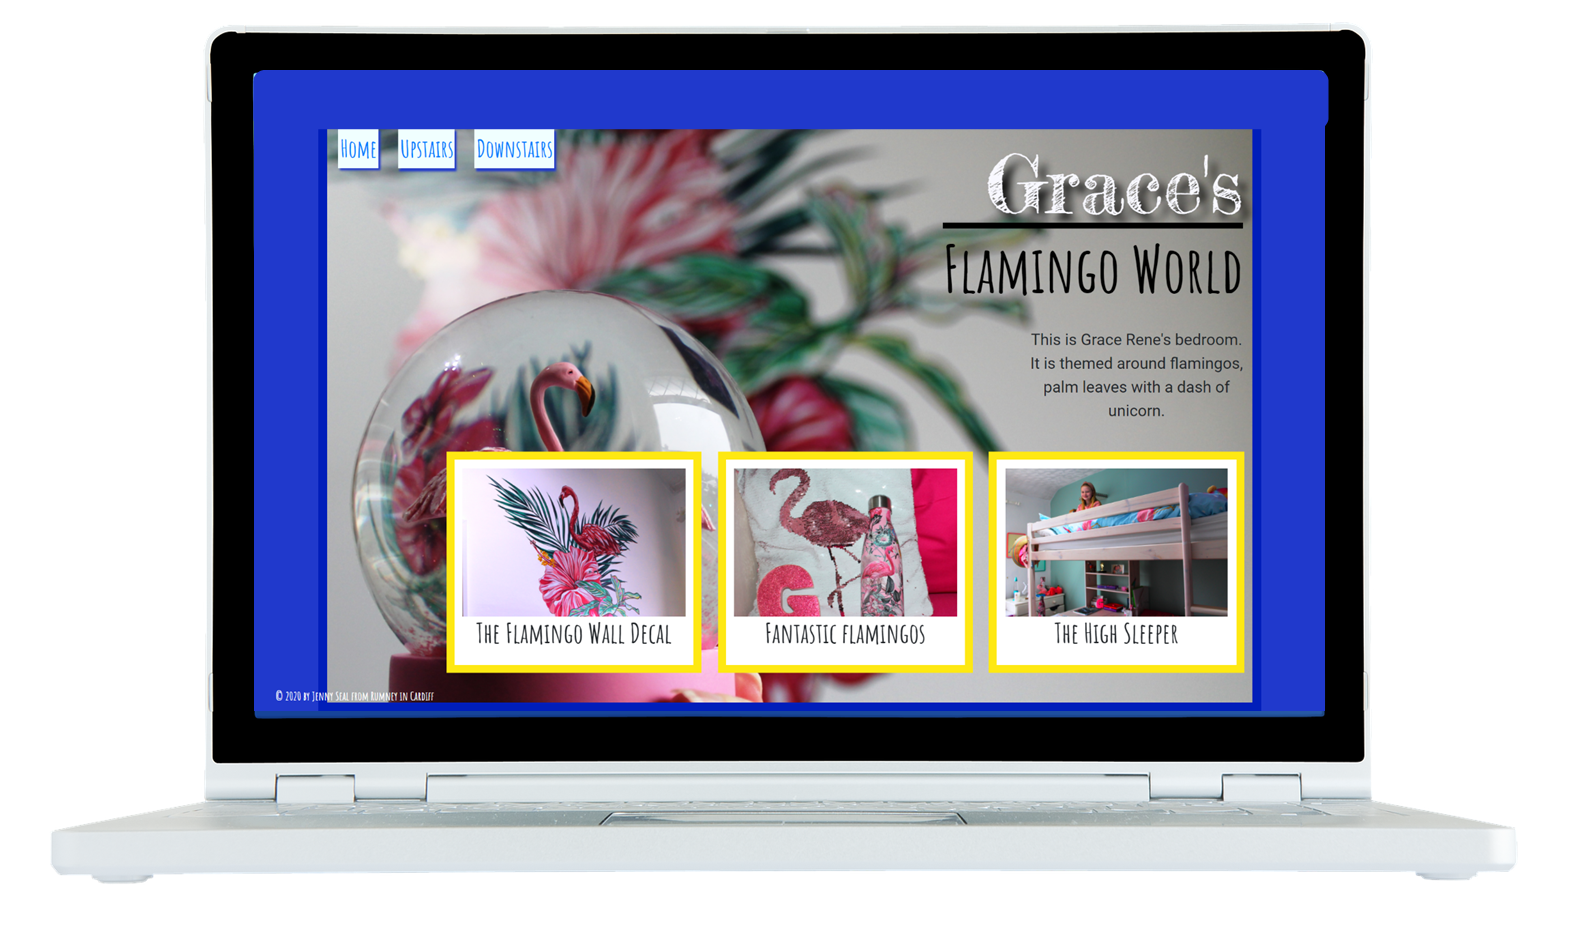 Home Upstairs Downstairs
Grace's
Flamingo World
This is Grace Rene's bedroom.
It is themed around flamingos,
palm leaves with a dash of
unicorn.
G
The Flamingo Wall Decal
Fantastic flamingos
The High Sleeper
© 2020 by Jenny Seal from Rumney in Cardiff